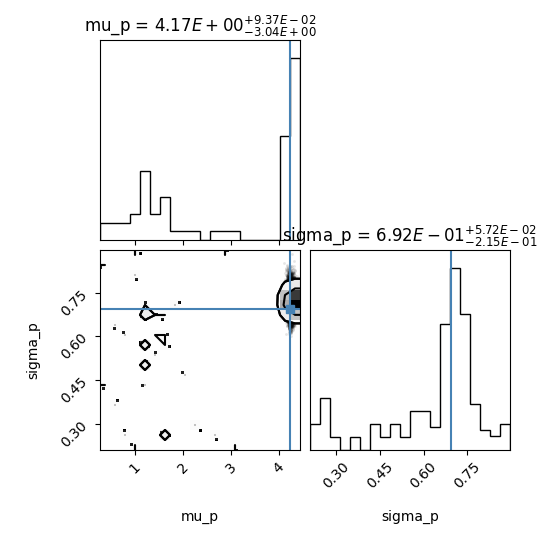 mu_p = 4.17E + 00+9.37E − 02 −3.04E + 00
sigma_p = 6.92E − 01+5.72E − 02 −2.15E − 01
sigma_p
0.75
0.60
0.45
0.30
1 2 3 4
0.30 0.45 0.60 0.75
mu_p sigma_p